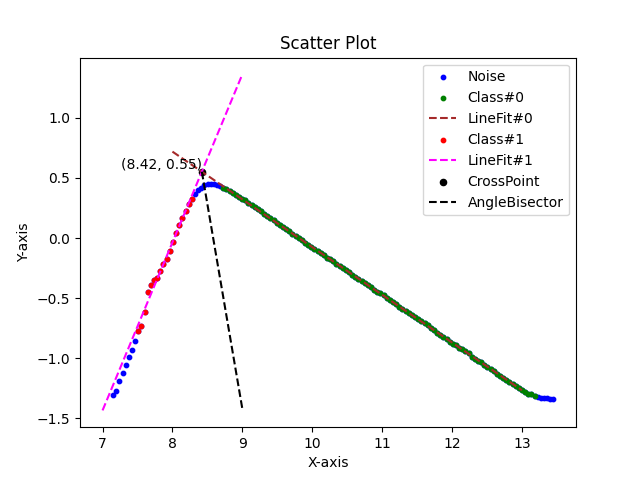 Scatter Plot
Noise
Class#0
LineFit#0
Class#1
LineFit#1
CrossPoint
AngleBisector
(8.42, 0.55)
1.0
0.5
0.0
−0.5
−1.0
−1.5
Y-axis
7 8 9 10 11 12 13
X-axis